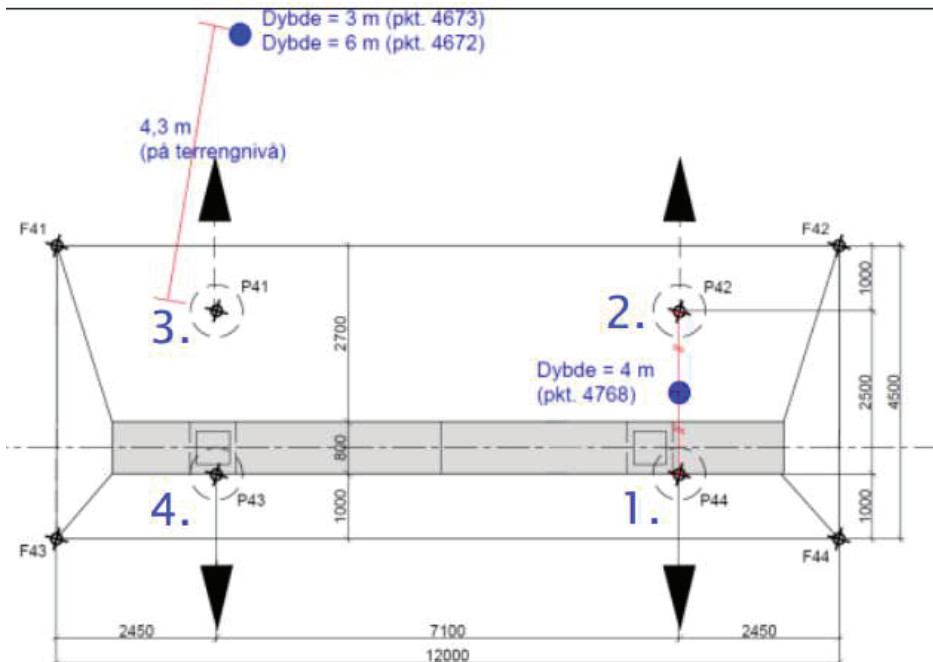 Dybde = 3 m (pkt. 4673)
Dybde = 6 m (pkt. 4672)
4,3 m
(på terrengnivå)
F41
F42
P41
P42
3.
2.
1000
2700
2500
4500
Dybde = 4 m
(pkt. 4768)
800
4.
P43
1.
P44
1000
1000
F43
F44
2450
7100
2450
12000